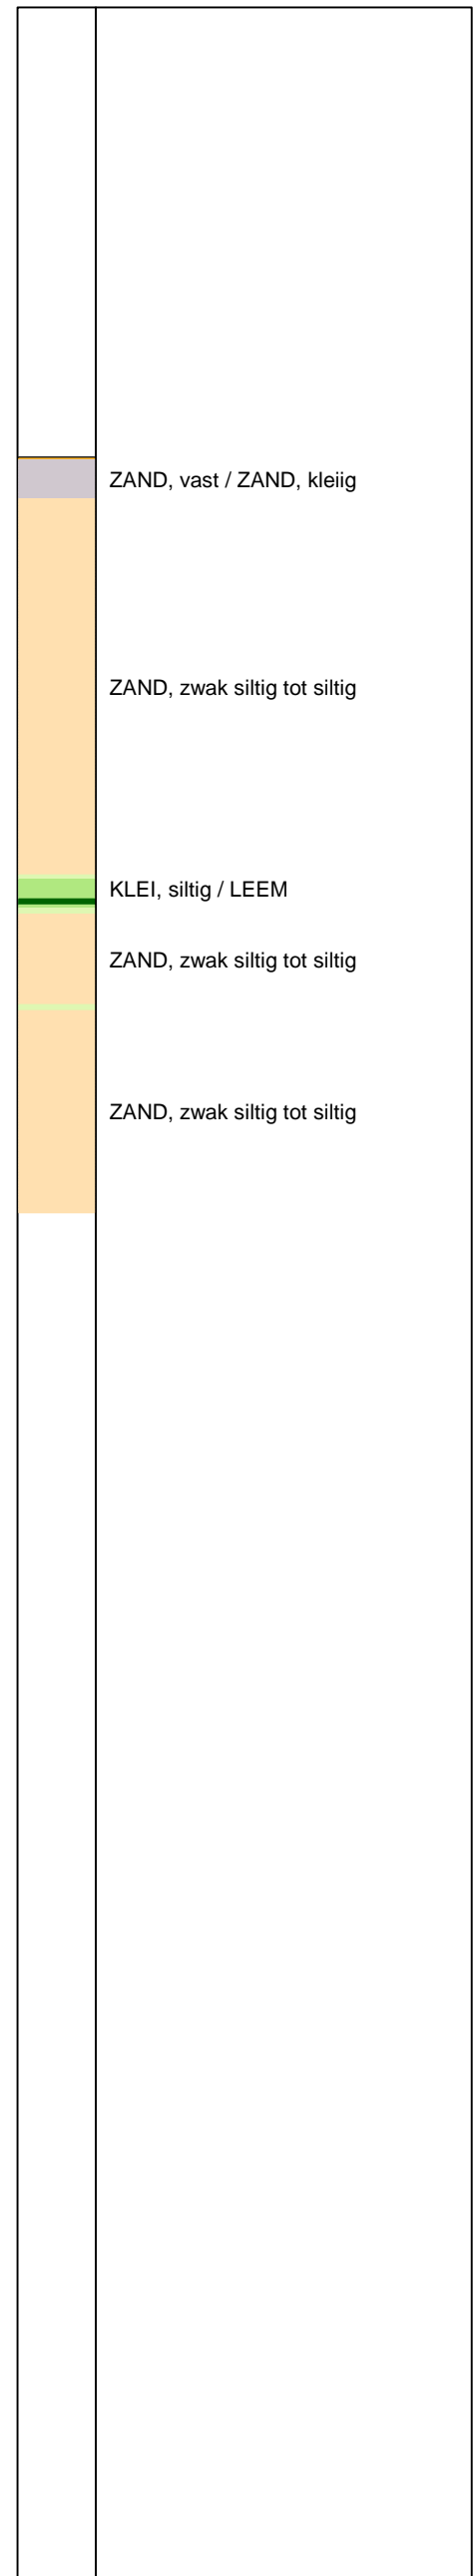 ZAND, vast / ZAND, kleiig
ZAND, zwak siltig tot siltig
KLEI, siltig / LEEM
ZAND, zwak siltig tot siltig
ZAND, zwak siltig tot siltig